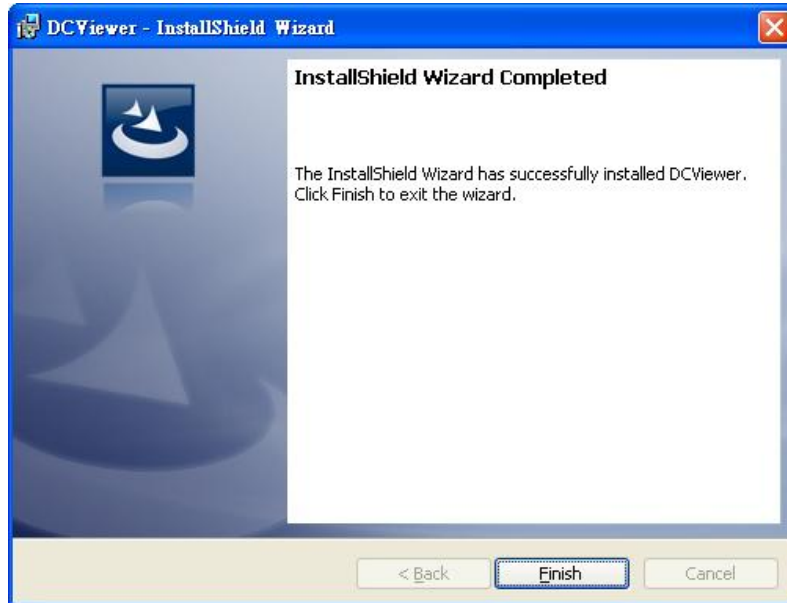 DCViewer - InstallShield Wizard
InstallShield Wizard Completed
The InstallShield Wizard has successfully installed DCViewer.
Click Finish to exit the wizard.
< Back
Finish
Cancel